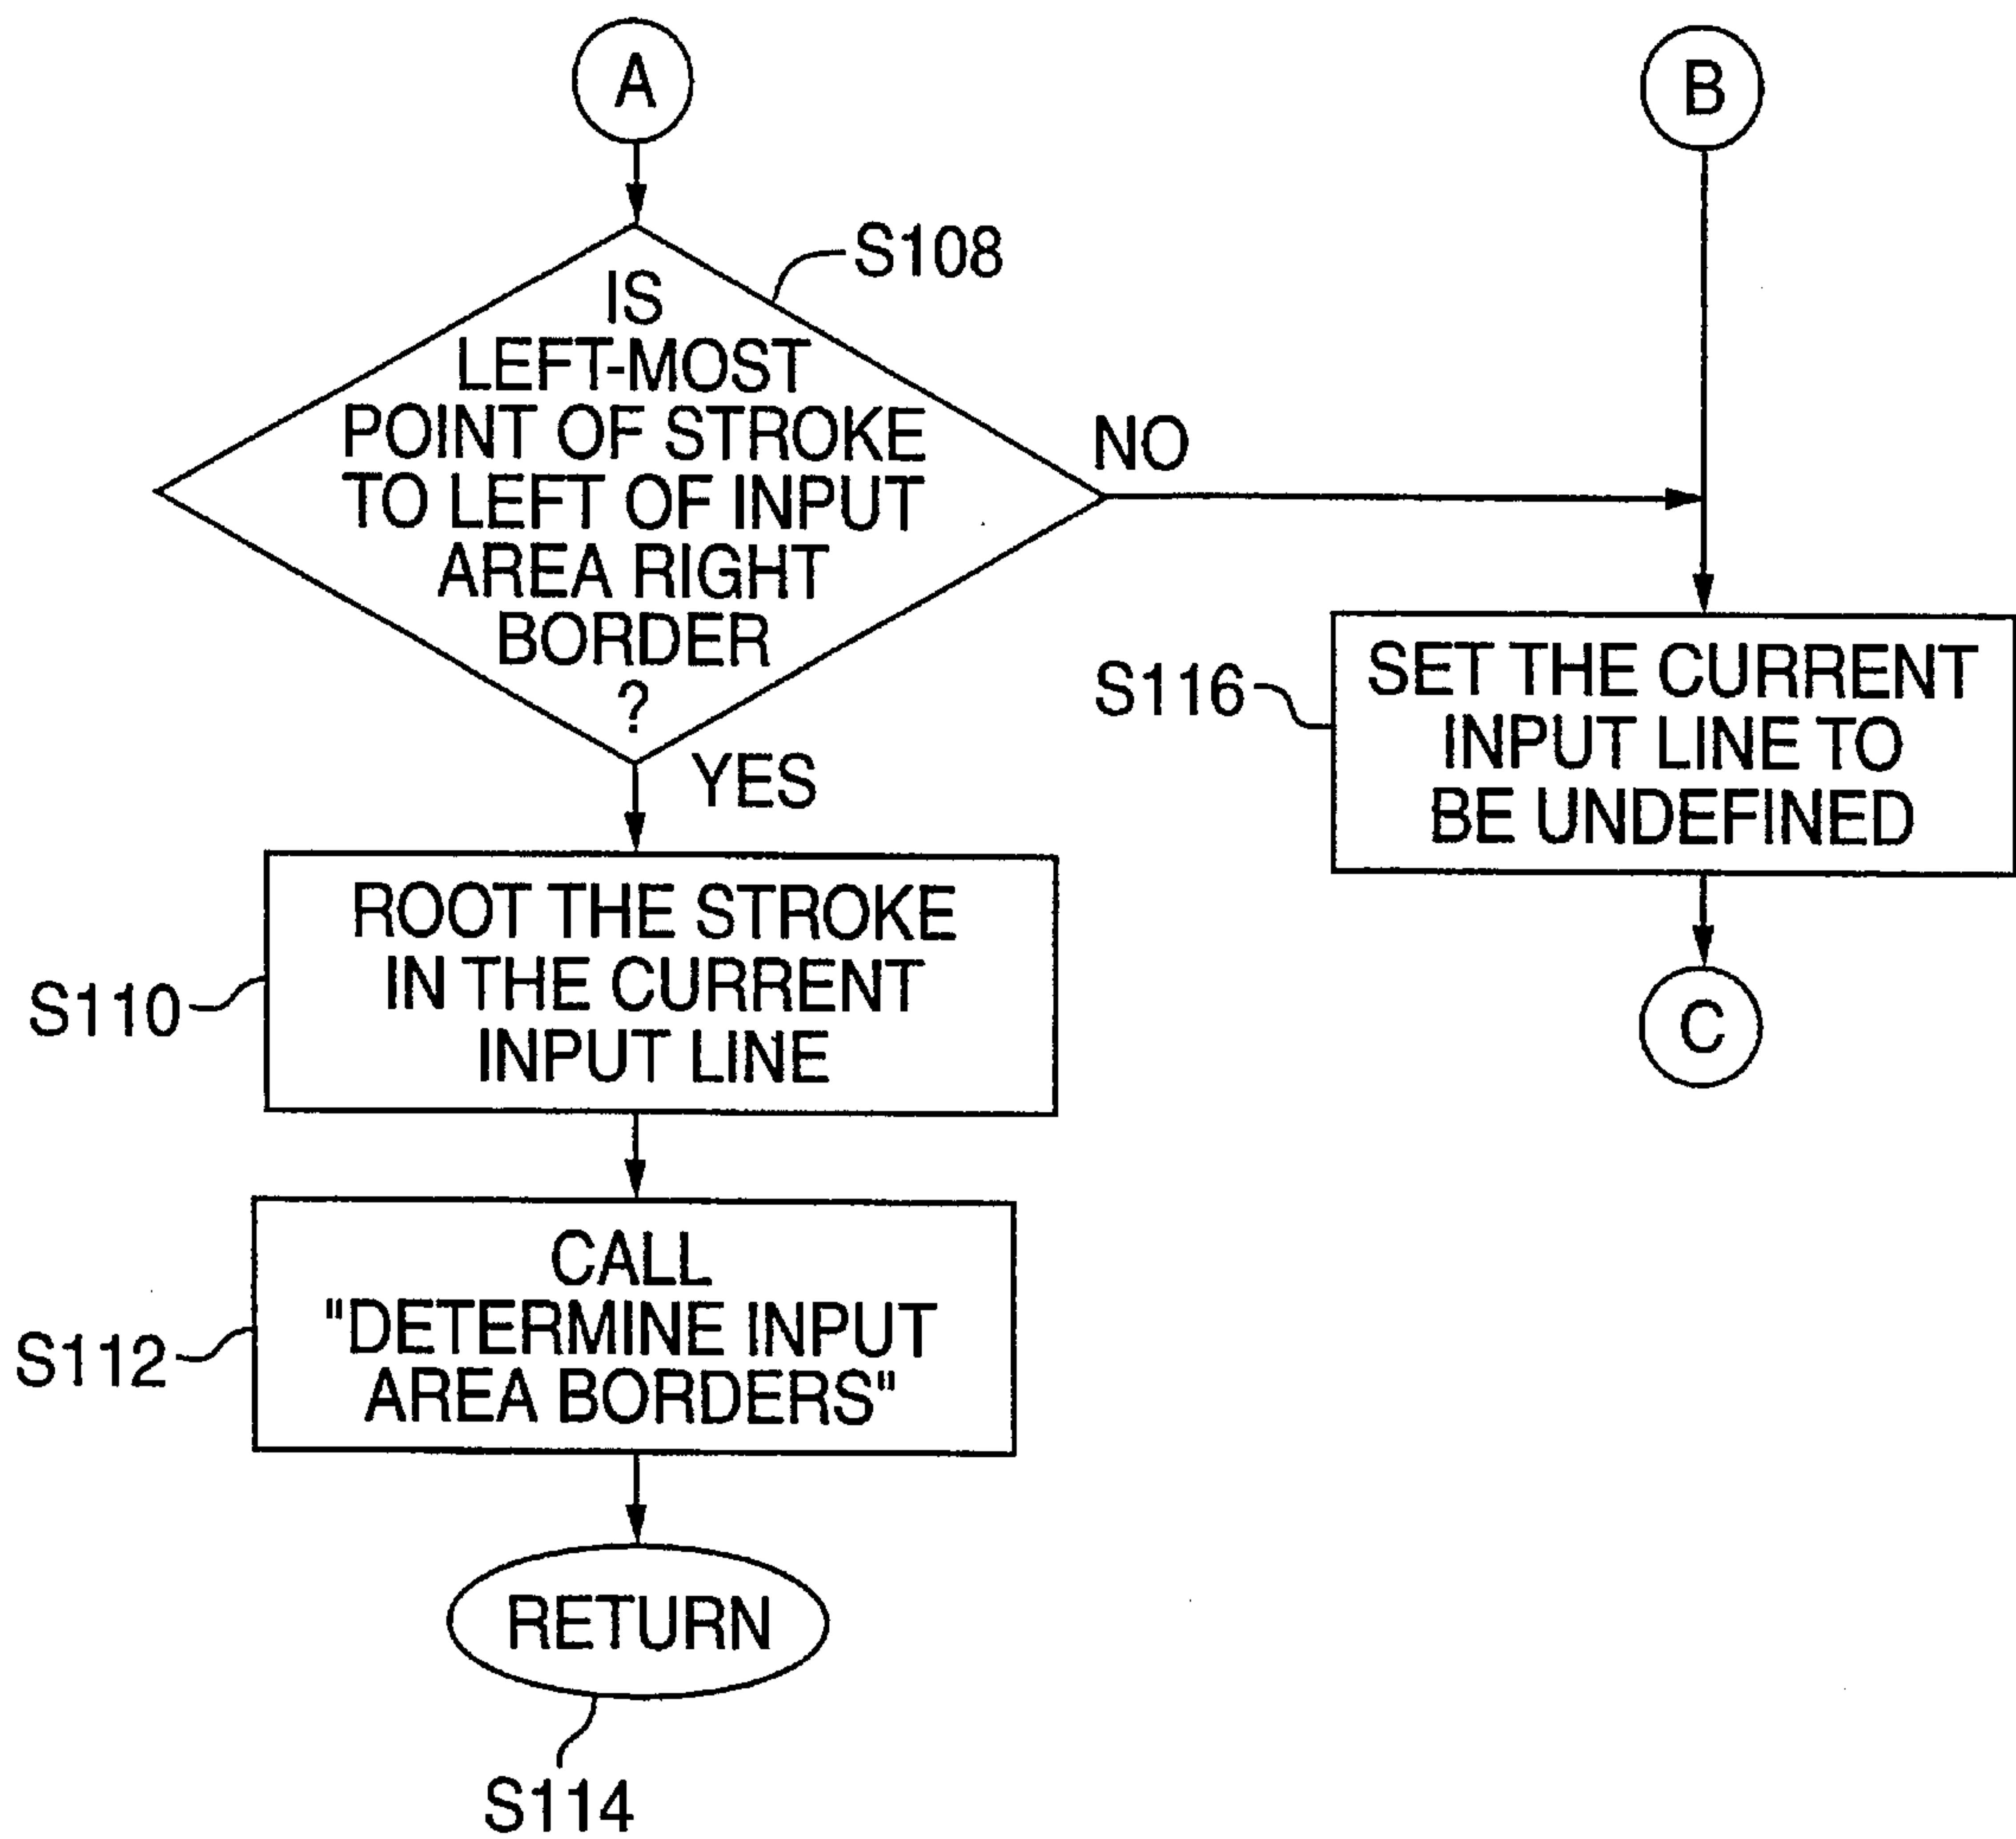 A
B
S108
IS
LEFT-MOST
POINT OF STROKE
TO LEFT OF INPUT
AREA RIGHT
BORDER
?
NO
YES
S116
SET THE CURRENT
INPUT LINE TO
BE UNDEFINED
C
S110
ROOT THE STROKE
IN THE CURRENT
INPUT LINE
S112
CALL
"DETERMINE INPUT
AREA BORDERS"
RETURN
S114